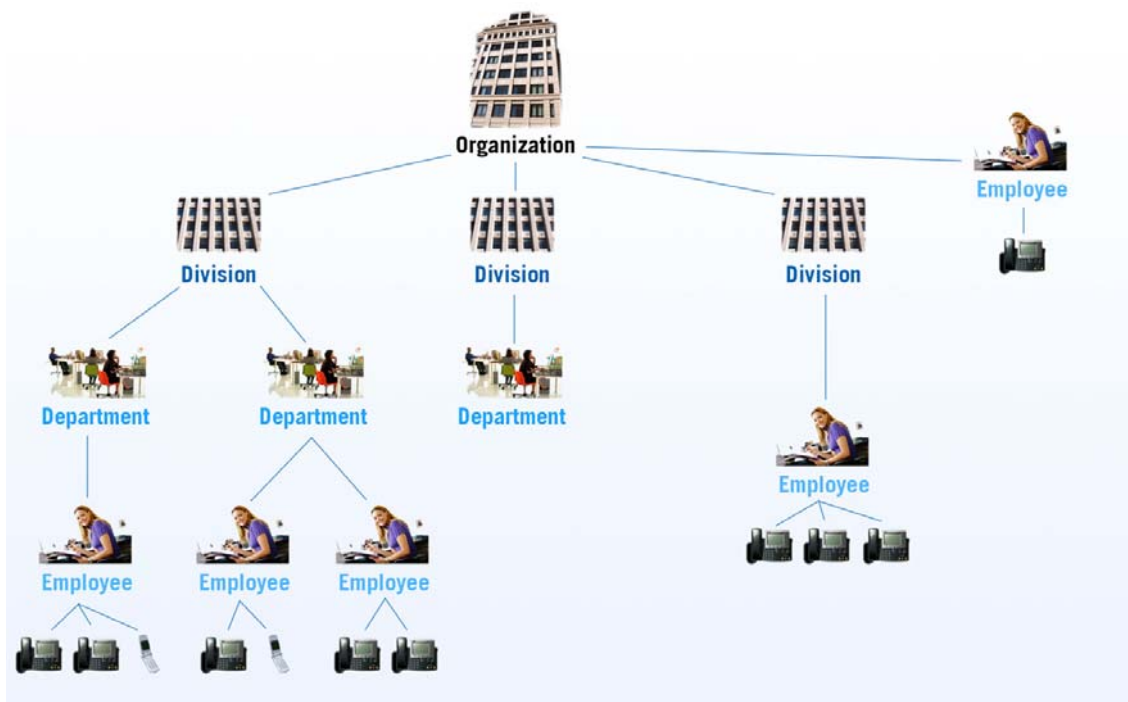 Organization
Employee
Division
Division
Division
Department
Department
Department
Employee
Employee
Employee
Employee